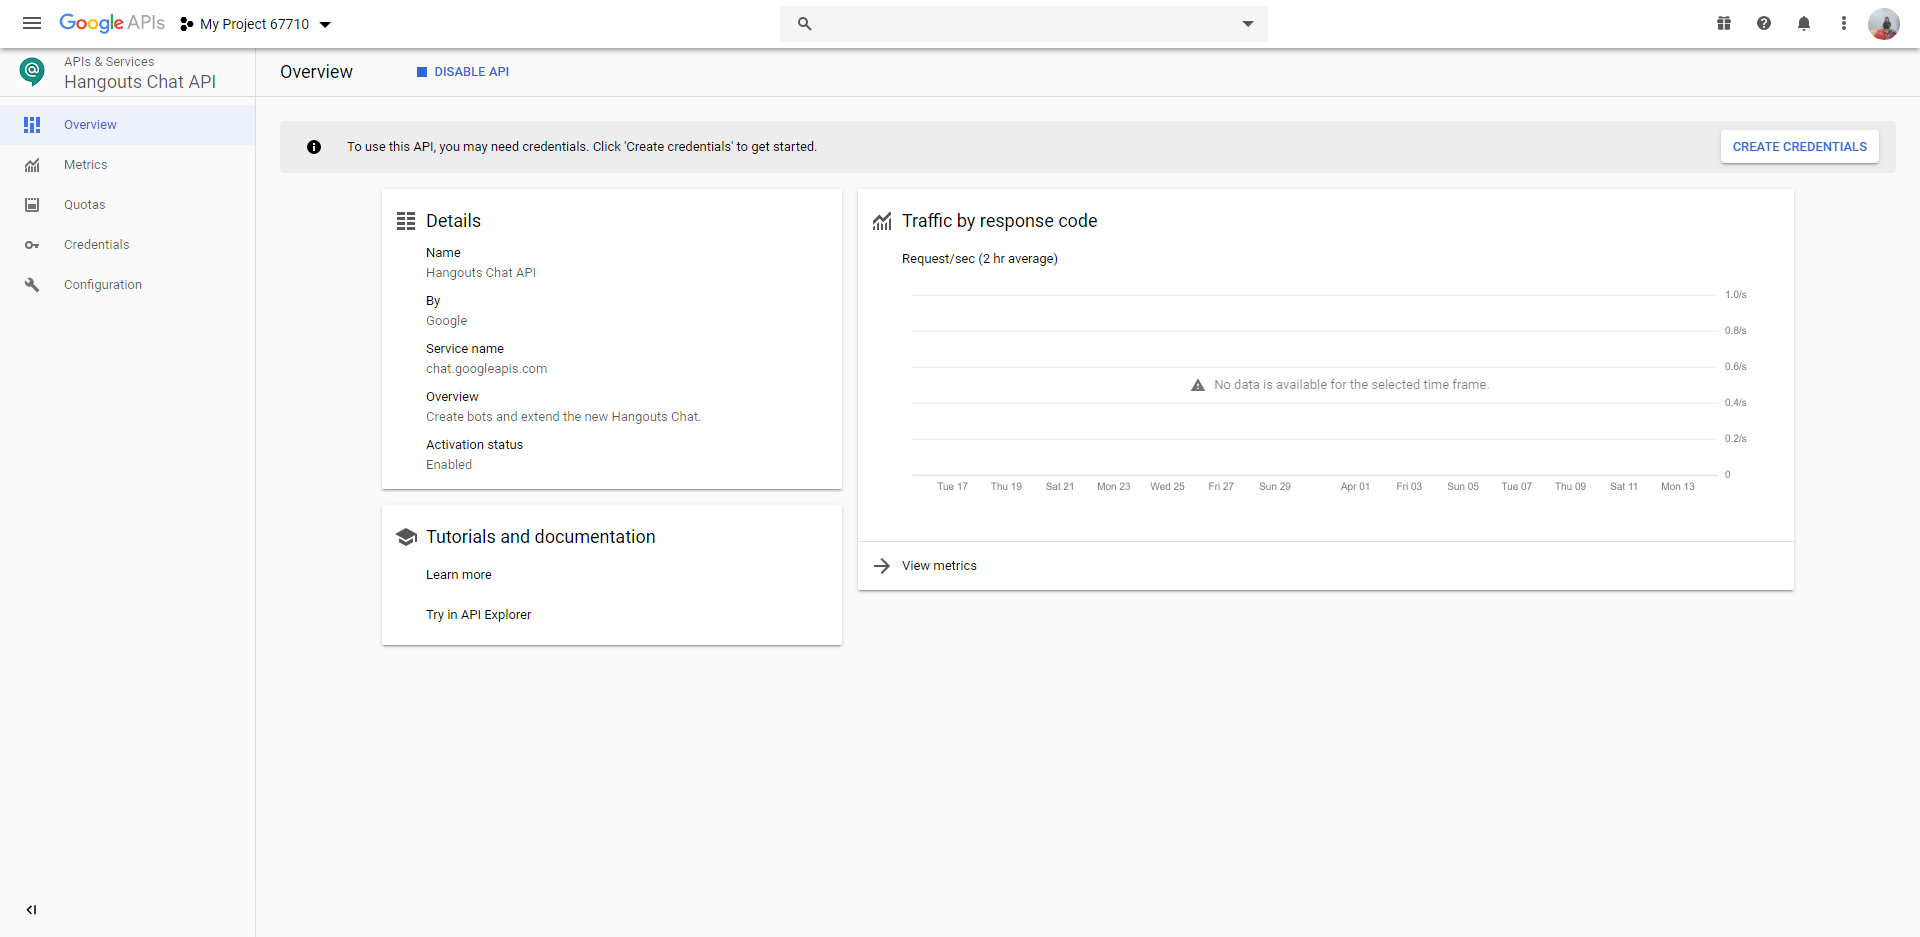 Google APIs
My Project 67710
APIs & Services
Hangouts Chat API
Overview
DISABLE API
Overview
Metrics
Quotas
Credentials
Configuration
To use this API, you may need credentials. Click 'Create credentials' to get started.
CREATE CREDENTIALS
Details
Name
Hangouts Chat API
By
Google
Service name
chat.googleapis.com
Overview
Create bots and extend the new Hangouts Chat.
Activation status
Enabled
Tutorials and documentation
Learn more
Try in API Explorer
Traffic by response code
Request/sec (2 hr average)
1.0/s
0.8/s
0.6/s
No data is available for the selected time frame.
0.4/s
0.2/s
0
Tue 17 Thu 19 Sat 21 Mon 23 Wed 25 Fri 27 Sun 29 Apr 01 Fri 03 Sun 05 Tue 07 Thu 09 Sat 11 Mon 13
View metrics